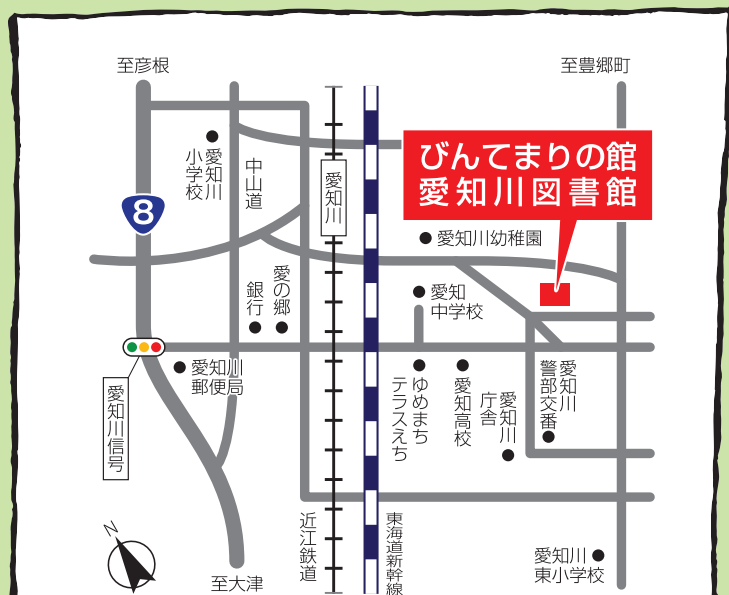 至彦根
至豊郷町
びんてまりの館
愛知川図書館
愛知川
小学校
中山道
愛知川
8
愛知川幼稚園
愛の郷
銀行
愛知
中学校
愛知川
郵便局
愛知川信号
ゆめまち
テラスえち
愛知高校
愛知川
庁舎
愛知川
警部交番
近江鉄道
東海道新幹線
愛知川
東小学校
N
至大津